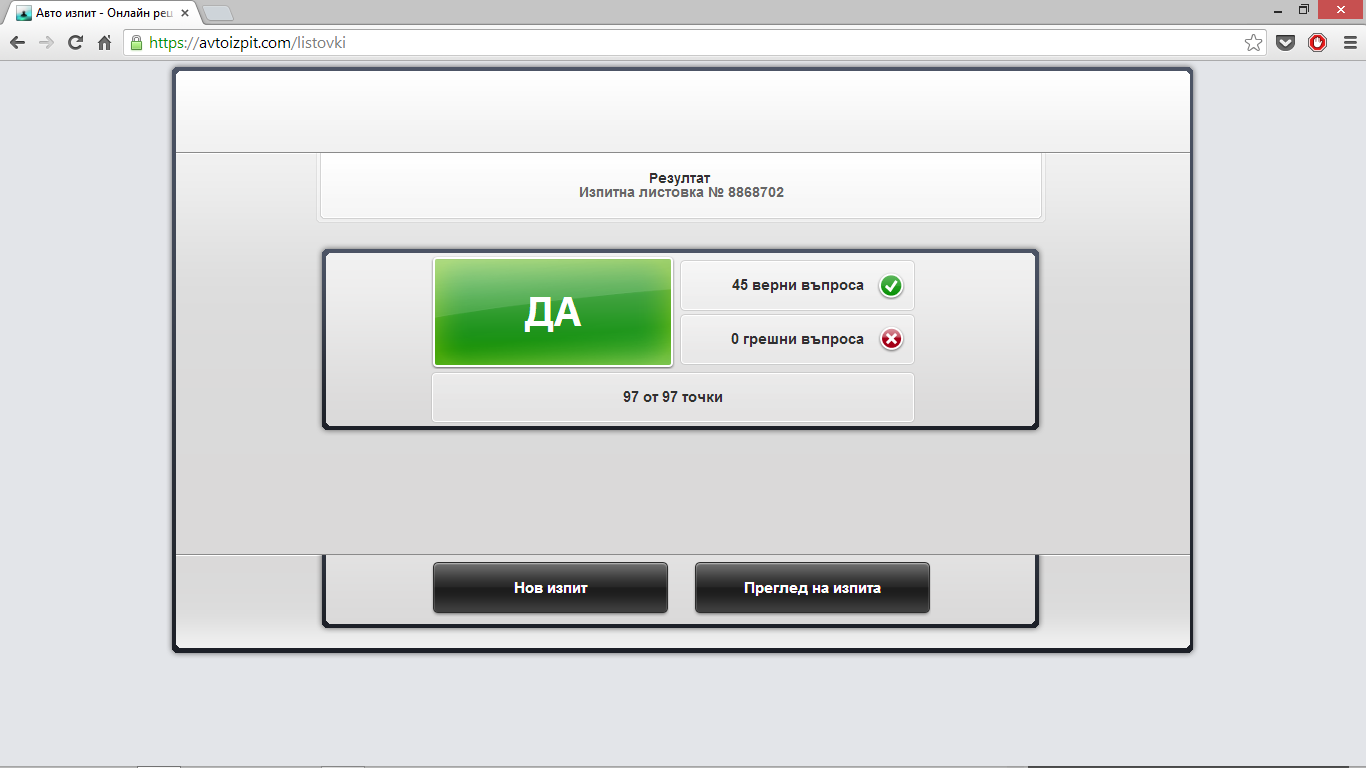 Авто изпит - Онлайн реш
https://avtoizpit.com/listovki
Резултат
Изпитна листовка № 8868702
ДА
45 верни въпроса
0 грешни въпроса
97 от 97 точки
Нов изпит
Преглед на изпита